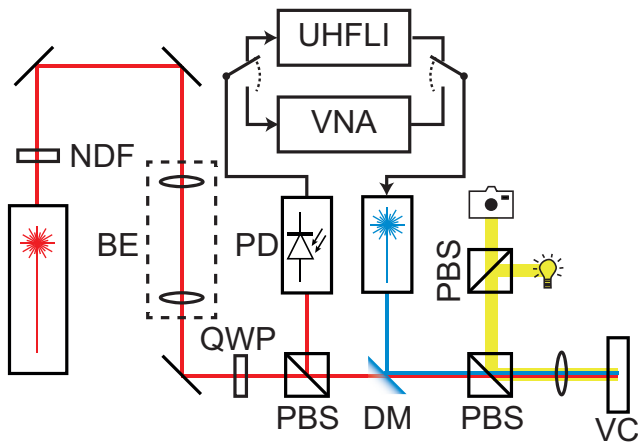 UHFLI
VNA
NDF
BE
PD
PBS
QWP
PBS
DM
PBS
VC